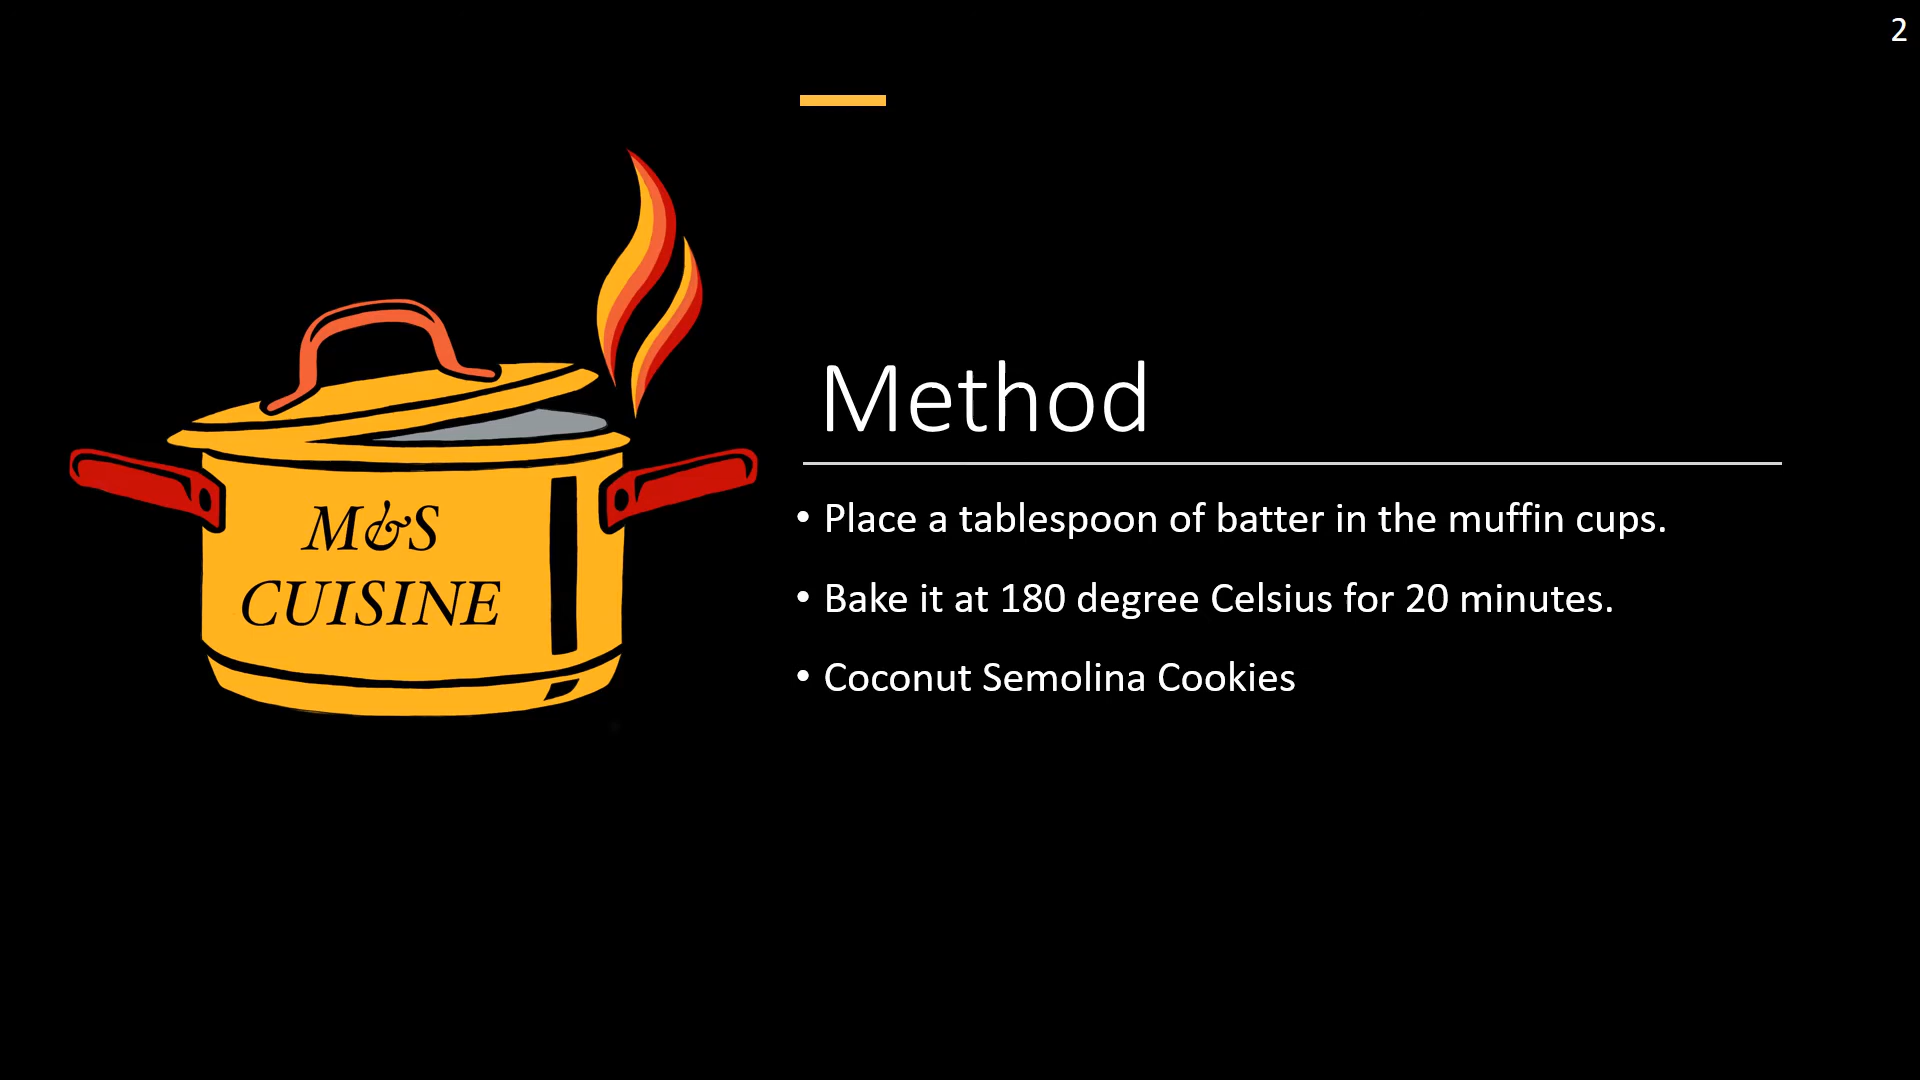 2
M&S
CUISINE
Method
• Place a tablespoon of batter in the muffin cups.
• Bake it at 180 degree Celsius for 20 minutes.
• Coconut Semolina Cookies